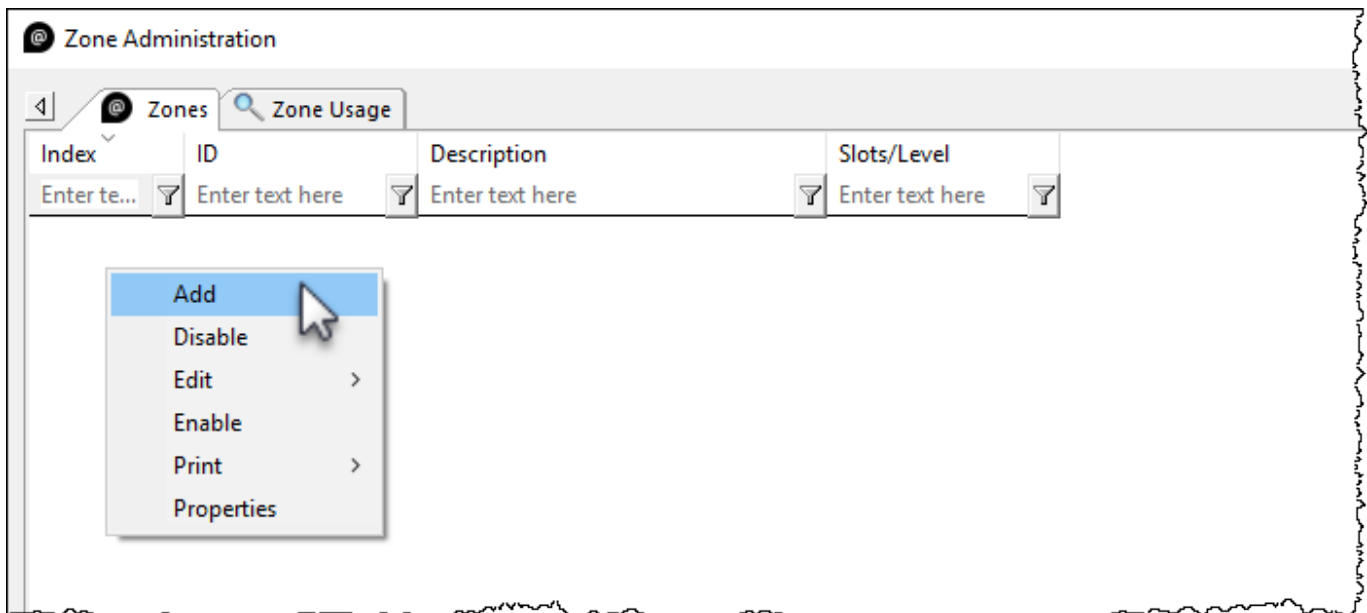 Zone Administration
Zones Zone Usage
Index ID Description Slots/Level
Enter te... Enter text here Enter text here Enter text here
Add
Disable
Edit >
Enable
Print >
Properties